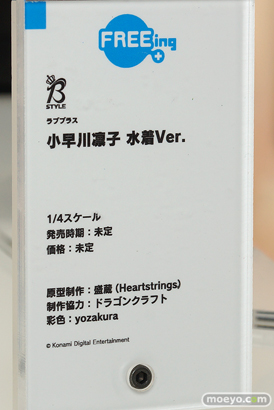 FREEing
B
STYLE
ラブプラス
小早川凛子 水着Ver.
1/4スケール
発売時期：未定
価格：未定
原型制作：盛蔵（Heartstrings）
制作協力：ドラゴンクラフト
彩色：yozakura
© Konami Digital Entertainment
moeyo.com